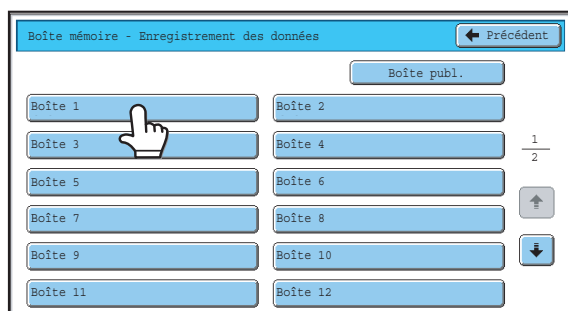 Boîte mémoire - Enregistrement des données
Précédent
Boîte publ.
Boîte 1
Boîte 2
Boîte 3
Boîte 4
1
2
Boîte 5
Boîte 6
Boîte 7
Boîte 8
Boîte 9
Boîte 10
Boîte 11
Boîte 12